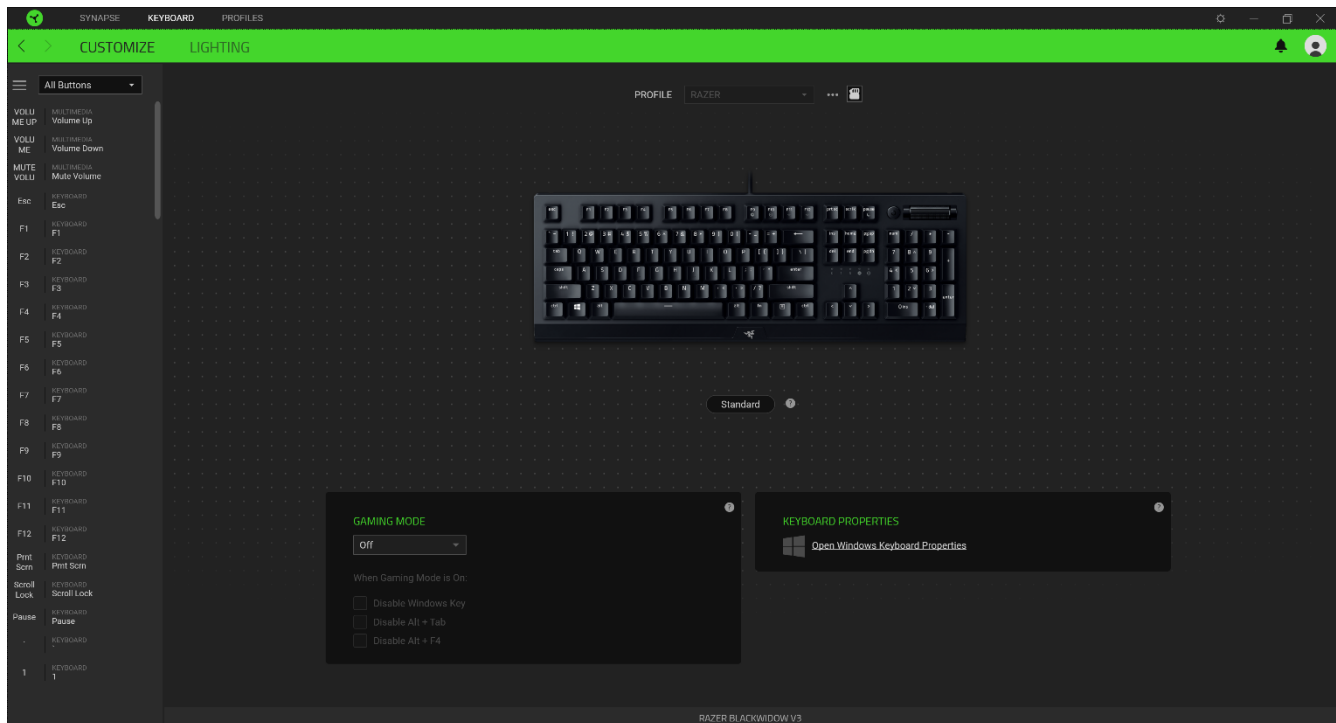 SYNAPSE KEYBOARD PROFILES
CUSTOMIZE LIGHTING
All Buttons
PROFILE RAZER
VOLU
ME UP
MULTIMEDIA
Volume Up
VOLU
ME
MULTIMEDIA
Volume Down
MUTE
VOLU
MULTIMEDIA
Mute Volume
Esc
KEYBOARD
Esc
F1
KEYBOARD
F1
F2
KEYBOARD
F2
F3
KEYBOARD
F3
F4
KEYBOARD
F4
F5
KEYBOARD
F5
F6
KEYBOARD
F6
F7
KEYBOARD
F7
F8
KEYBOARD
F8
F9
KEYBOARD
F9
F10
KEYBOARD
F10
F11
KEYBOARD
F11
F12
KEYBOARD
F12
Prnt
Scrn
KEYBOARD
Prnt Scrn
Scroll
Lock
KEYBOARD
Scroll Lock
Pause
KEYBOARD
Pause
KEYBOARD
1
KEYBOARD
1
Standard
GAMING MODE
Off
When Gaming Mode is On:
Disable Windows Key
Disable Alt + Tab
Disable Alt + F4
KEYBOARD PROPERTIES
Open Windows Keyboard Properties
RAZER BLACKWIDOW V3